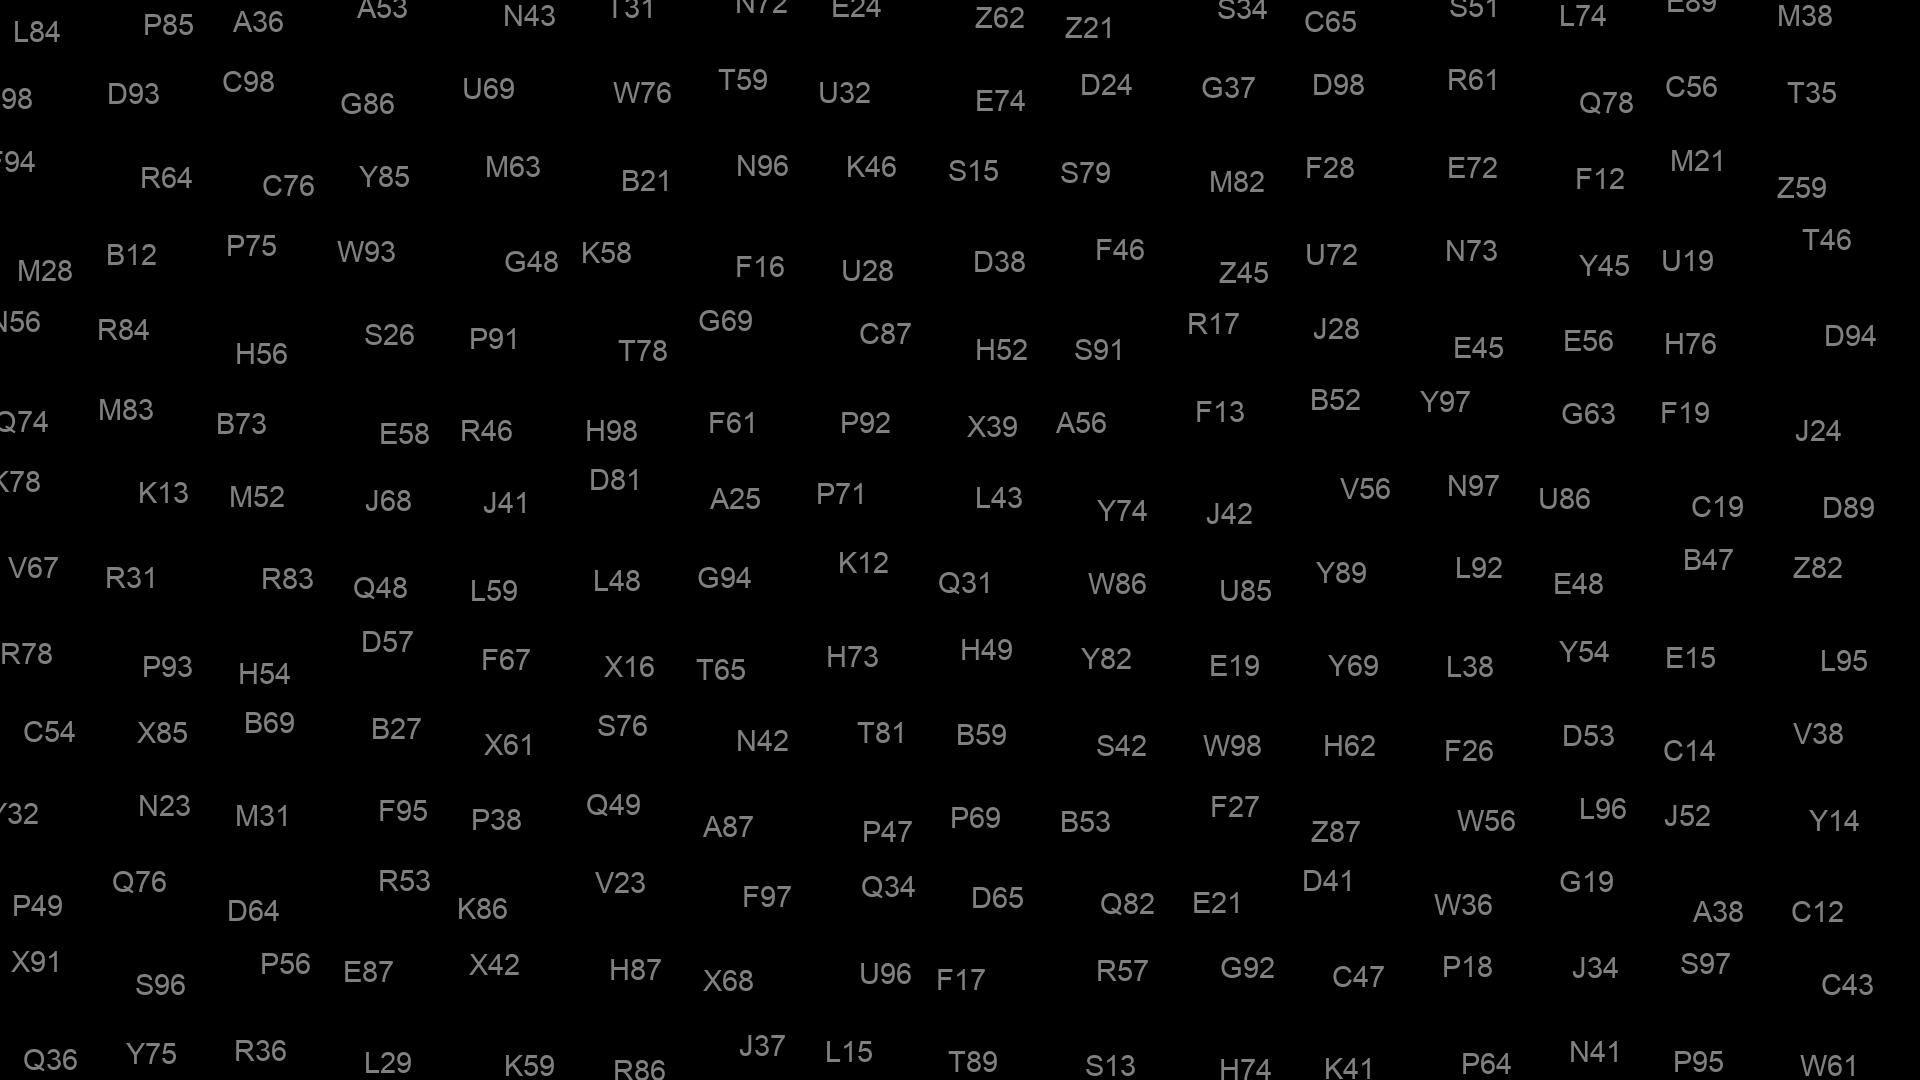 L84 P85 A36 A53 N43 T31 N72 E24 Z62 Z21 S34 C65 S51 L74 E89 M38
98 D93 C98 G86 U69 W76 T59 U32 E74 D24 G37 D98 R61 Q78 C56 T35
F94 R64 C76 Y85 M63 B21 N96 K46 S15 S79 M82 F28 E72 F12 M21 Z59
M28 B12 P75 W93 G48 K58 F16 U28 D38 F46 Z45 U72 N73 Y45 U19 T46
N56 R84 H56 S26 P91 T78 G69 C87 H52 S91 R17 J28 E45 E56 H76 D94
Q74 M83 B73 E58 R46 H98 F61 P92 X39 A56 F13 B52 Y97 G63 F19 J24
K78 K13 M52 J68 J41 D81 A25 P71 L43 Y74 J42 V56 N97 U86 C19 D89
V67 R31 R83 Q48 L59 L48 G94 K12 Q31 W86 U85 Y89 L92 E48 B47 Z82
R78 P93 H54 D57 F67 X16 T65 H73 H49 Y82 E19 Y69 L38 Y54 E15 L95
C54 X85 B69 B27 X61 S76 N42 T81 B59 S42 W98 H62 F26 D53 C14 V38
Y32 N23 M31 F95 P38 Q49 A87 P47 P69 B53 F27 Z87 W56 L96 J52 Y14
P49 Q76 D64 R53 K86 V23 F97 Q34 D65 Q82 E21 D41 W36 G19 A38 C12
X91 S96 P56 E87 X42 H87 X68 U96 F17 R57 G92 C47 P18 J34 S97 C43
Q36 Y75 R36 L29 K59 R86 J37 L15 T89 S13 H74 K41 P64 N41 P95 W61